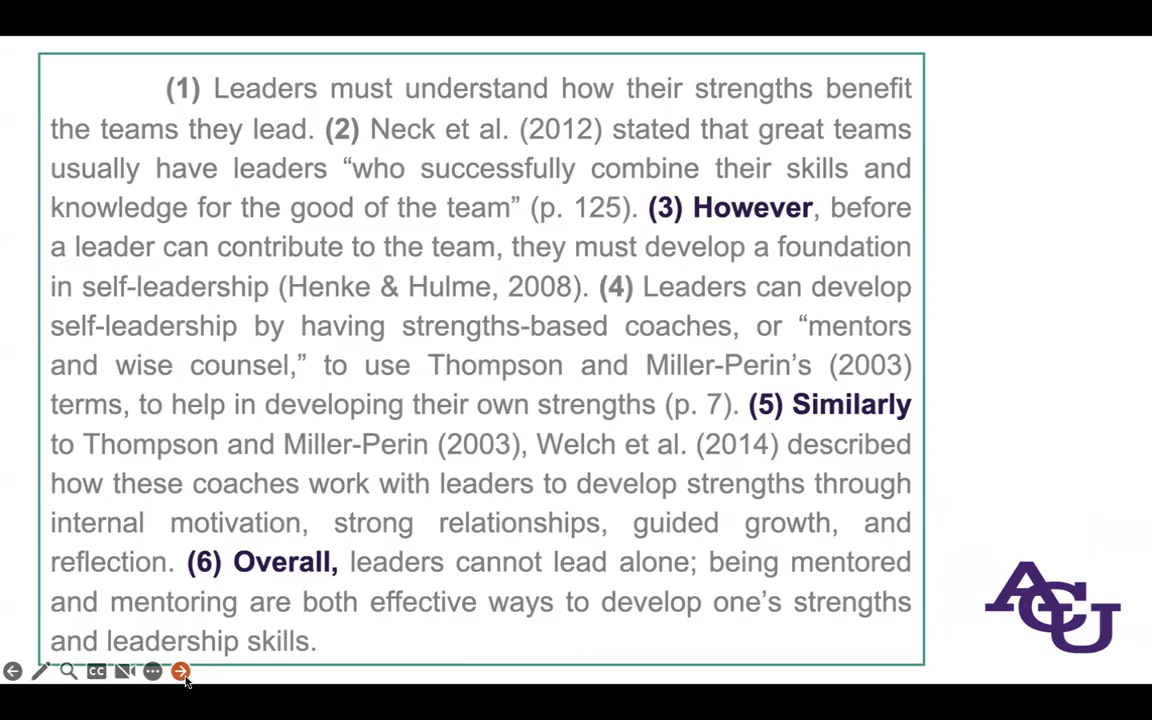 (1) Leaders must understand how their strengths benefit
the teams they lead. (2) Neck et al. (2012) stated that great teams
usually have leaders “who successfully combine their skills and
knowledge for the good of the team” (p. 125). (3) However, before
a leader can contribute to the team, they must develop a foundation
in self-leadership (Henke & Hulme, 2008). (4) Leaders can develop
self-leadership by having strengths-based coaches, or “mentors
and wise counsel,” to use Thompson and Miller-Perin’s (2003)
terms, to help in developing their own strengths (p. 7). (5) Similarly
to Thompson and Miller-Perin (2003), Welch et al. (2014) described
how these coaches work with leaders to develop strengths through
internal motivation, strong relationships, guided growth, and
reflection. (6) Overall, leaders cannot lead alone; being mentored
and mentoring are both effective ways to develop one’s strengths
and leadership skills.
ACU
CC